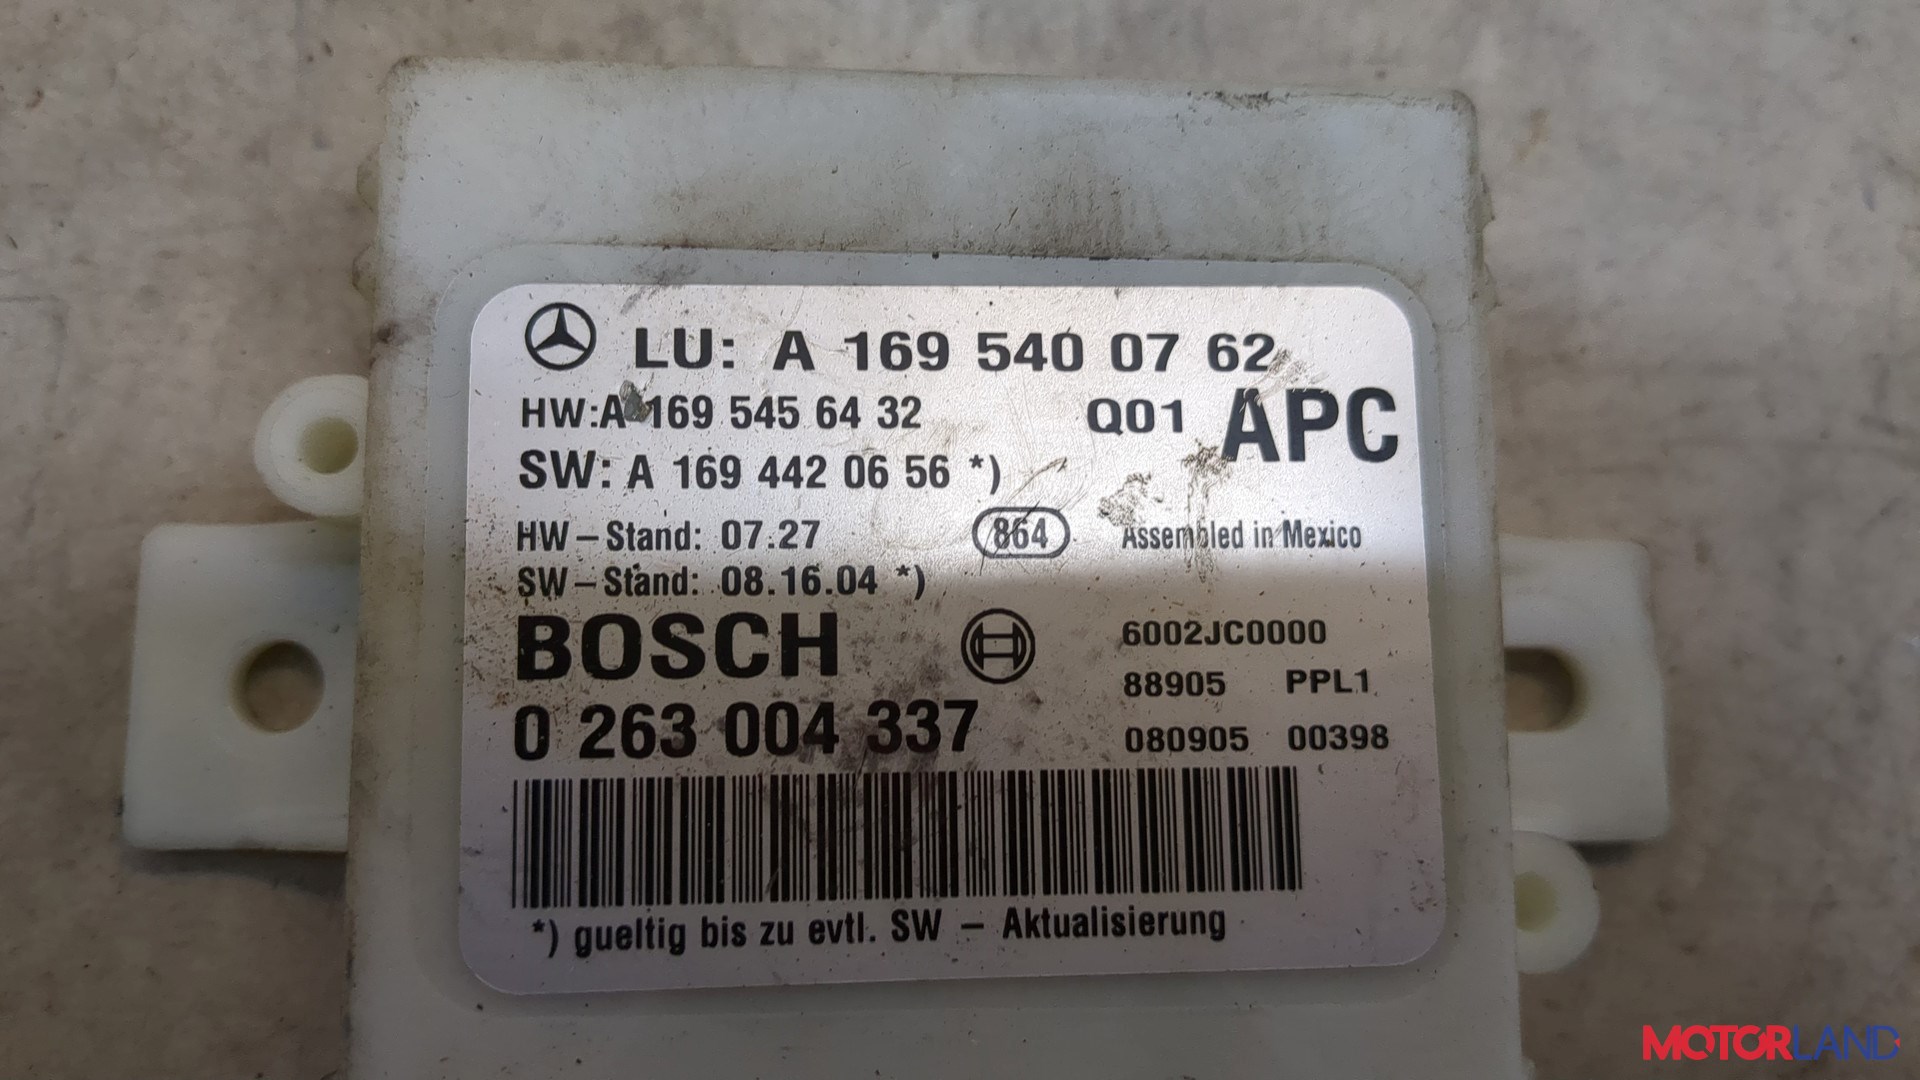 LU: A 169 540 07 62
HW:A 169 545 64 32 Q01 APC
SW: A 169 442 06 56 *)
HW – Stand: 07.27 864 Assembled in Mexico
SW – Stand: 08.16.04 *)
BOSCH 6002JC0000
88905 PPL1
0 263 004 337 080905 00398
*) gueltig bis zu evtl. SW – Aktualisierung
MOTORLAND